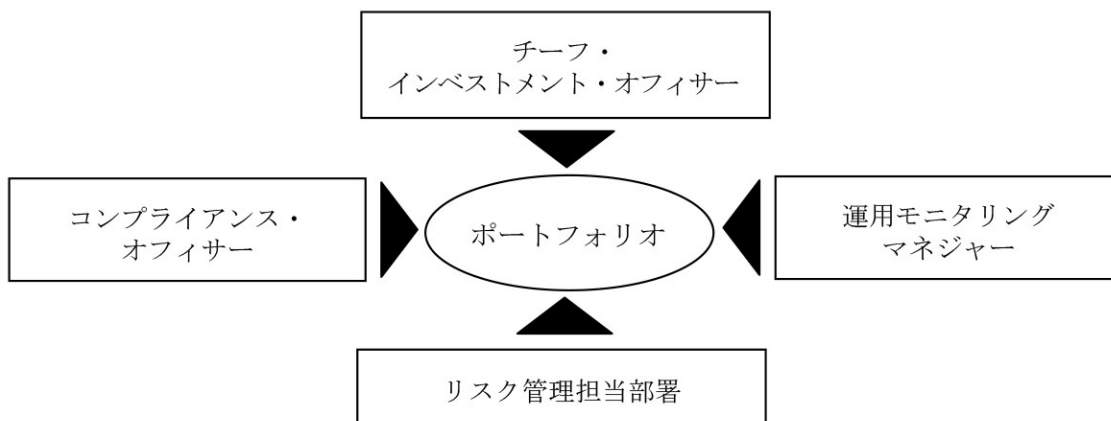 チーフ・
インベストメント・オフィサー
コンプライアンス・
オフィサー
ポートフォリオ
運用モニタリング
マネジャー
リスク管理担当部署